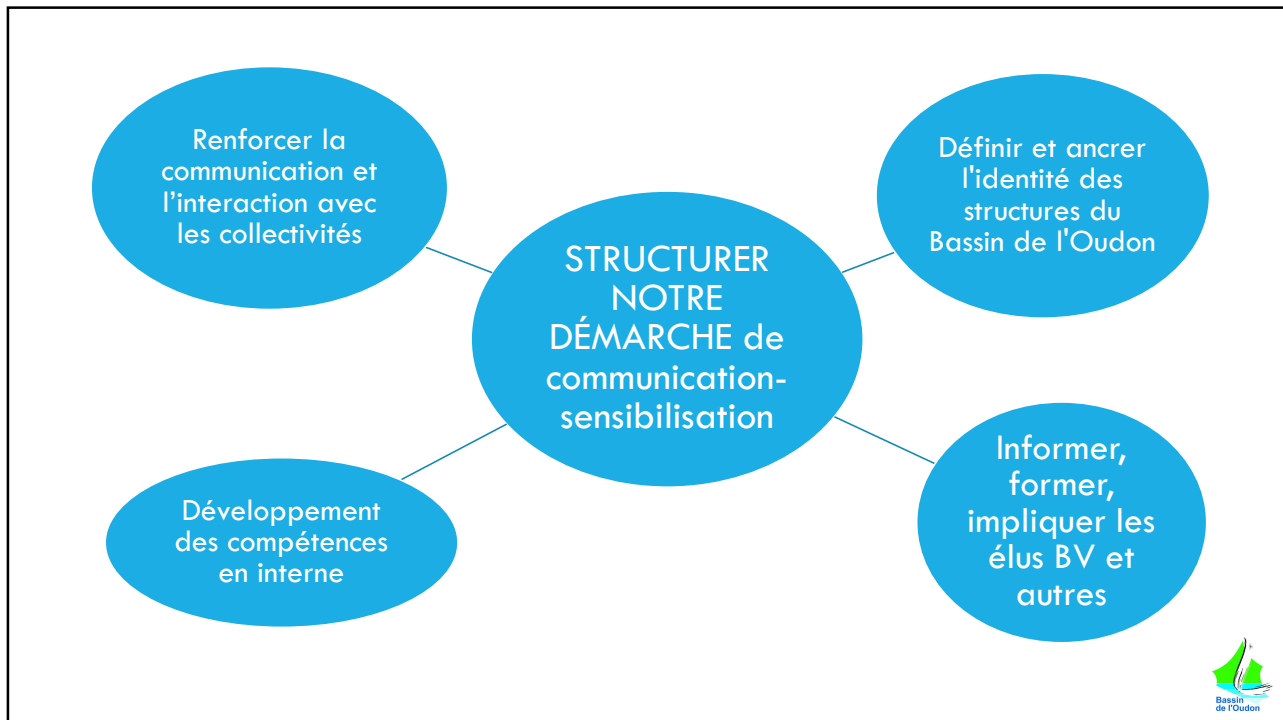 Renforcer la
communication et
l’interaction avec
les collectivités
Définir et ancrer
l'identité des
structures du
Bassin de l'Oudon
STRUCTURER
NOTRE
DÉMARCHE de
communication-
sensibilisation
Développement
des compétences
en interne
Informer,
former,
impliquer les
élus BV et
autres
Bassin
de l'Oudon